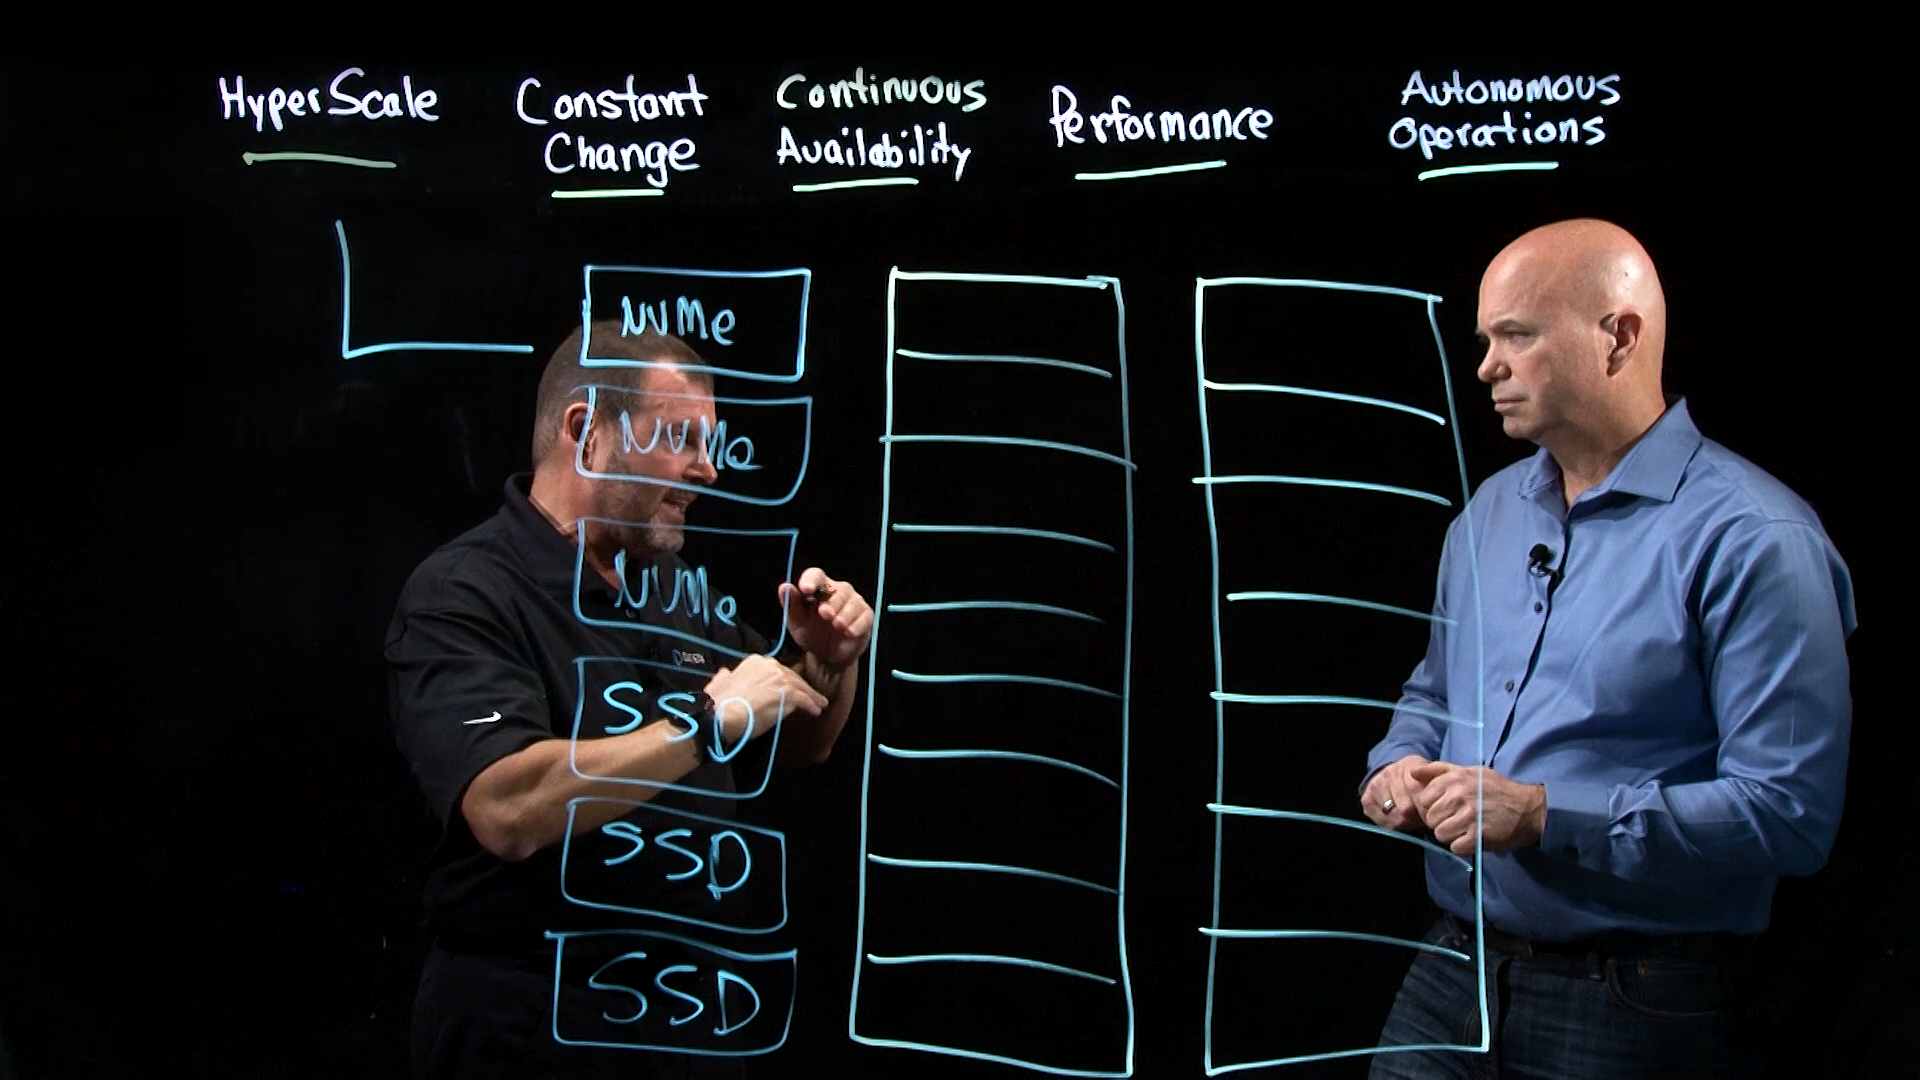 HyperScale
Constant
Change
Continuous
Availability
Performance
Autonomous
Operations
NVMe
NVMe
NVMe
SSD
SSD
SSD